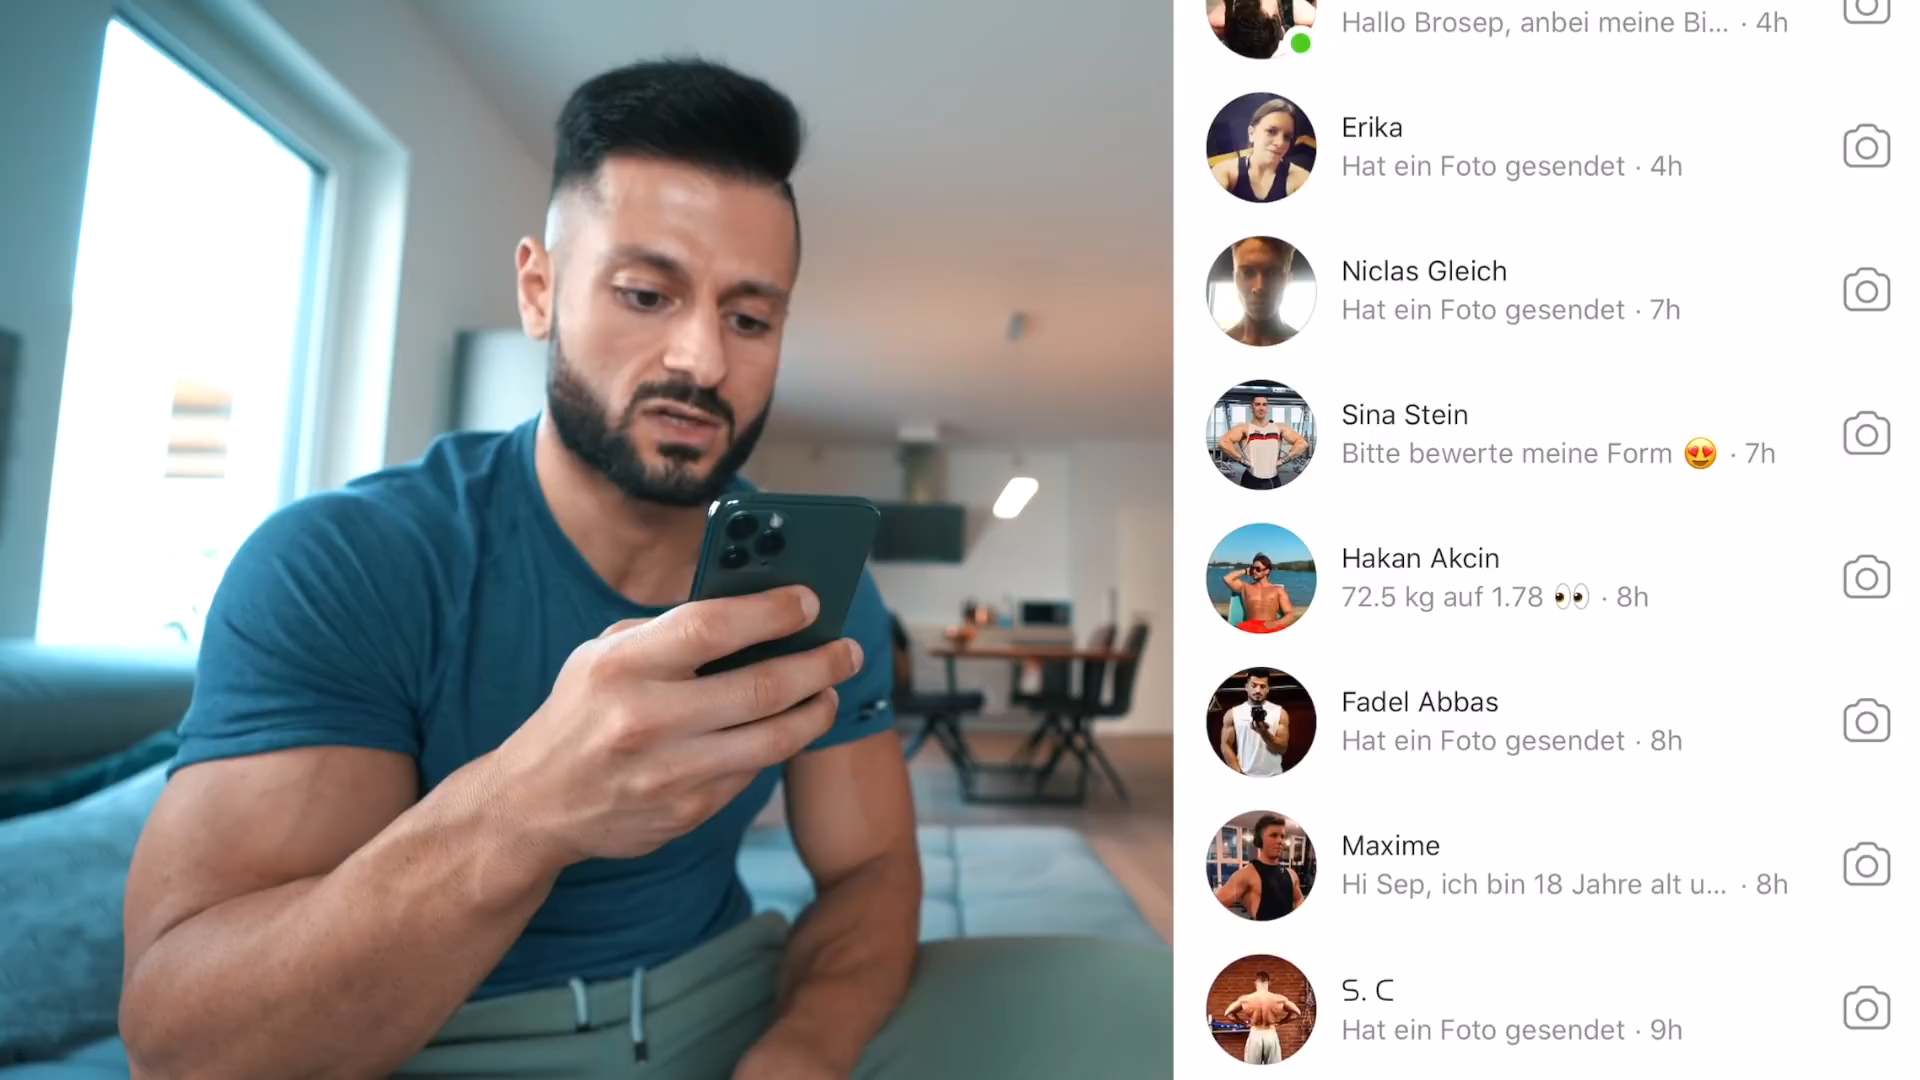 Hallo Brosep, anbei meine Bi... · 4h
Erika
Hat ein Foto gesendet · 4h
Niclas Gleich
Hat ein Foto gesendet · 7h
Sina Stein
Bitte bewerte meine Form 😍 · 7h
Hakan Akcin
72.5 kg auf 1.78 👀 · 8h
Fadel Abbas
Hat ein Foto gesendet · 8h
Maxime
Hi Sep, ich bin 18 Jahre alt u... · 8h
S. C
Hat ein Foto gesendet · 9h